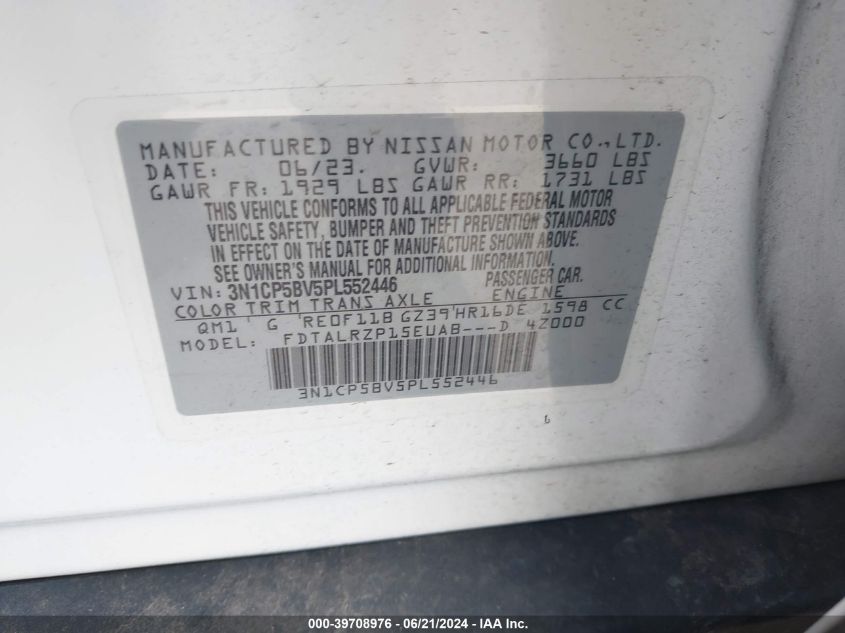 MANUFACTURED BY NISSAN MOTOR CO., LTD.
DATE: 06/23. GVWR: 3660 LBS
GAWR FR: 1929 LBS GAWR RR: 1731 LBS
THIS VEHICLE CONFORMS TO ALL APPLICABLE FEDERAL MOTOR
VEHICLE SAFETY, BUMPER AND THEFT PREVENTION STANDARDS
IN EFFECT ON THE DATE OF MANUFACTURE SHOWN ABOVE.
SEE OWNER'S MANUAL FOR ADDITIONAL INFORMATION.
VIN: 3N1CP5BV5PL552446 PASSENGER CAR.
COLOR TRIM TRANS AXLE ENGINE
QM1 G RE0F11B GZ39 HR16DE 1598 CC
MODEL: FDTALRZP15EUAB---D 4Z000
3N1CP5BV5PL552446
6
000-39708976 - 06/21/2024 - IAA Inc.